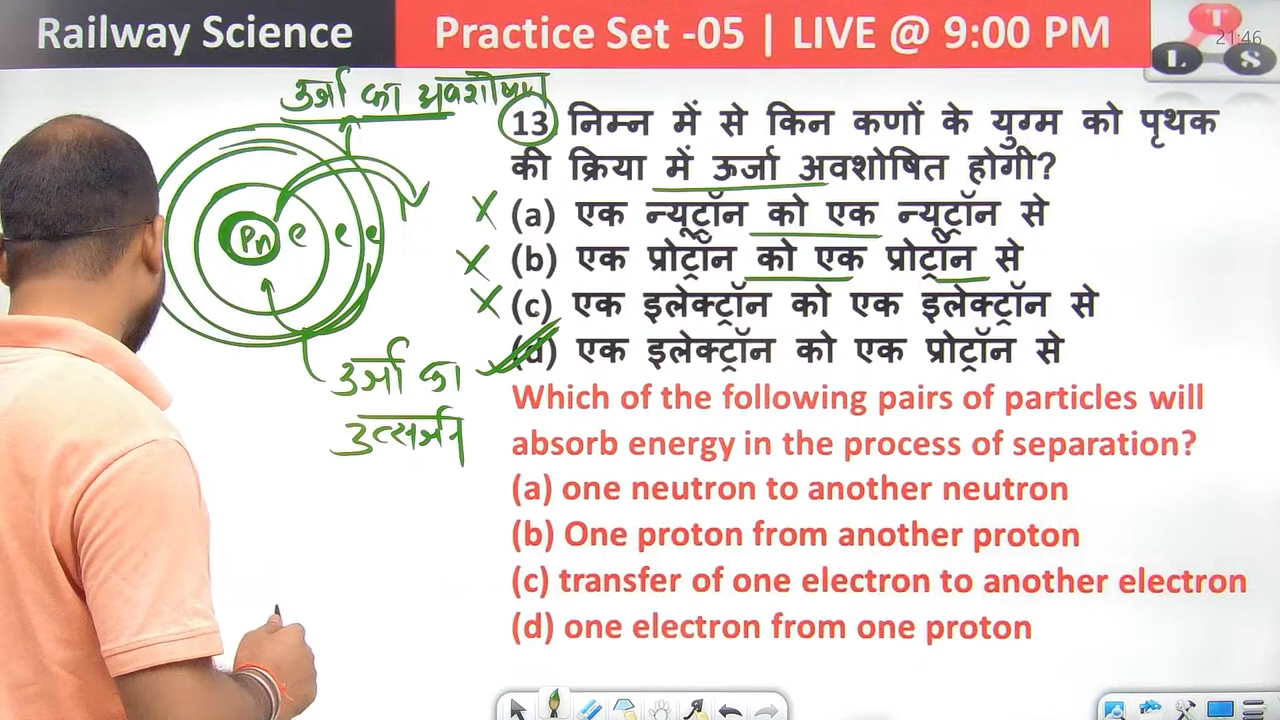 Railway Science
Practice Set -05 | LIVE @ 9:00 PM
T
L S
21:46
ऊर्जा का अवशोषण
13 निम्न में से किन कणों के युग्म को पृथक
की क्रिया में ऊर्जा अवशोषित होगी?
(a) एक न्यूट्रॉन को एक न्यूट्रॉन से
(b) एक प्रोट्रॉन को एक प्रोट्रॉन से
(c) एक इलेक्ट्रॉन को एक इलेक्ट्रॉन से
(d) एक इलेक्ट्रॉन को एक प्रोट्रॉन से
Pn e e e
ऊर्जा का
उत्सर्जन
Which of the following pairs of particles will
absorb energy in the process of separation?
(a) one neutron to another neutron
(b) One proton from another proton
(c) transfer of one electron to another electron
(d) one electron from one proton